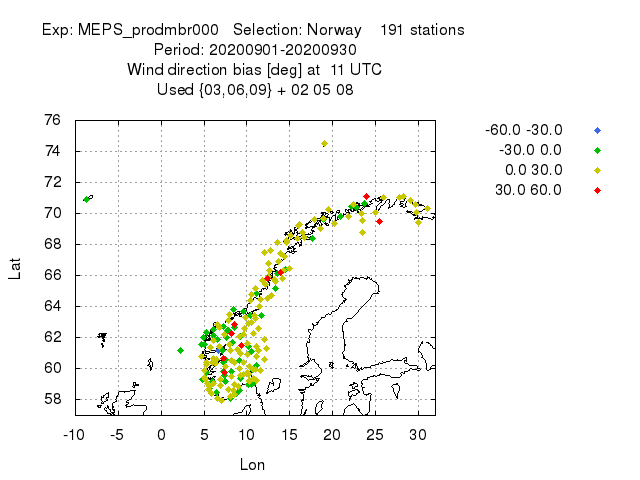 Exp: MEPS_prodmbr000 Selection: Norway 191 stations
Period: 20200901-20200930
Wind direction bias [deg] at 11 UTC
Used {03,06,09} + 02 05 08
-60.0 -30.0
-30.0 0.0
0.0 30.0
30.0 60.0
76
74
72
70
68
66
64
62
60
58
Lat
-10 -5 0 5 10 15 20 25 30
Lon